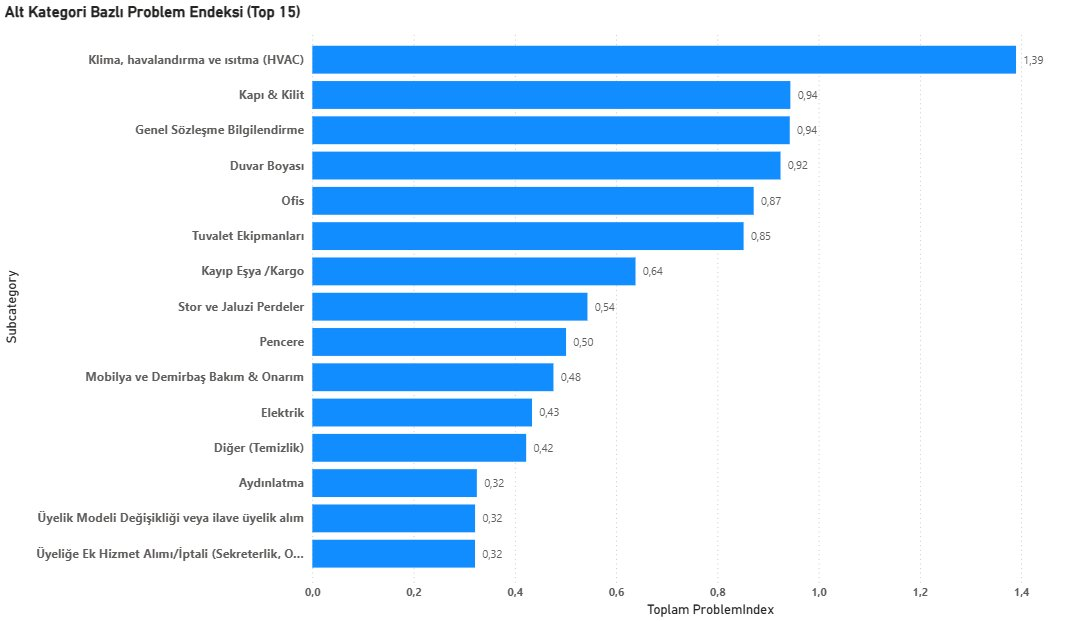 Alt Kategori Bazlı Problem Endeksi (Top 15)
Subcategory
Klima, havalandırma ve ısıtma (HVAC) 1,39
Kapı & Kilit 0,94
Genel Sözleşme Bilgilendirme 0,94
Duvar Boyası 0,92
Ofis 0,87
Tuvalet Ekipmanları 0,85
Kayıp Eşya /Kargo 0,64
Stor ve Jaluzi Perdeler 0,54
Pencere 0,50
Mobilya ve Demirbaş Bakım & Onarım 0,48
Elektrik 0,43
Diğer (Temizlik) 0,42
Aydınlatma 0,32
Üyelik Modeli Değişikliği veya ilave üyelik alım 0,32
Üyeliğe Ek Hizmet Alımı/İptali (Sekreterlik, O... 0,32
0,0 0,2 0,4 0,6 0,8 1,0 1,2 1,4
Toplam ProblemIndex